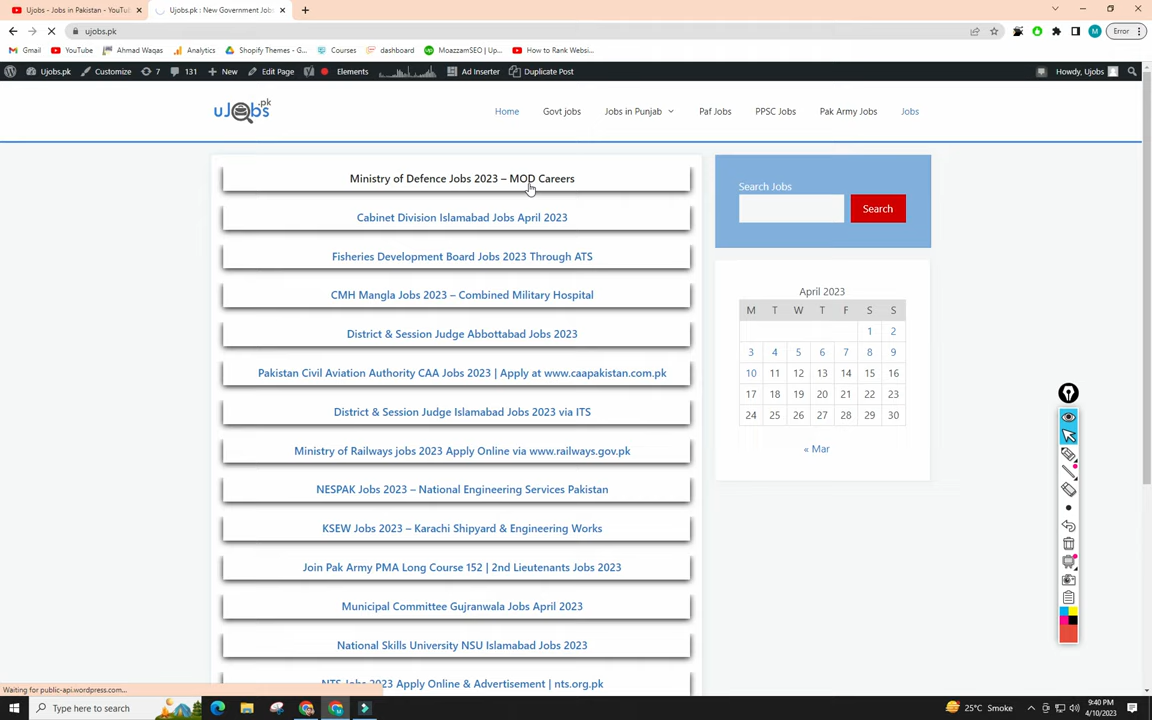 Ujobs - Jobs in Pakistan - YouTu
Ujobs.pk : New Government Jobs
ujobs.pk
Error
Gmail
YouTube
Ahmad Waqas
Analytics
Shopify Themes - G...
Courses
dashboard
MoazzamSEO | Up...
How to Rank Websi...
Ujobs.pk
Customize
7
131
New
Edit Page
Elements
Ad Inserter
Duplicate Post
Howdy, Ujobs
uJobs.pk
Home
Govt jobs
Jobs in Punjab
Paf Jobs
PPSC Jobs
Pak Army Jobs
Jobs
Ministry of Defence Jobs 2023 – MOD Careers
Cabinet Division Islamabad Jobs April 2023
Fisheries Development Board Jobs 2023 Through ATS
CMH Mangla Jobs 2023 – Combined Military Hospital
District & Session Judge Abbottabad Jobs 2023
Pakistan Civil Aviation Authority CAA Jobs 2023 | Apply at www.caapakistan.com.pk
District & Session Judge Islamabad Jobs 2023 via ITS
Ministry of Railways jobs 2023 Apply Online via www.railways.gov.pk
NESPAK Jobs 2023 – National Engineering Services Pakistan
KSEW Jobs 2023 – Karachi Shipyard & Engineering Works
Join Pak Army PMA Long Course 152 | 2nd Lieutenants Jobs 2023
Municipal Committee Gujranwala Jobs April 2023
National Skills University NSU Islamabad Jobs 2023
NTS Jobs 2023 Apply Online & Advertisement | nts.org.pk
Search Jobs
Search
April 2023
M T W T F S S
1 2
3 4 5 6 7 8 9
10 11 12 13 14 15 16
17 18 19 20 21 22 23
24 25 26 27 28 29 30
« Mar
Waiting for public-api.wordpress.com...
Type here to search
25°C Smoke
9:40 PM
4/10/2023